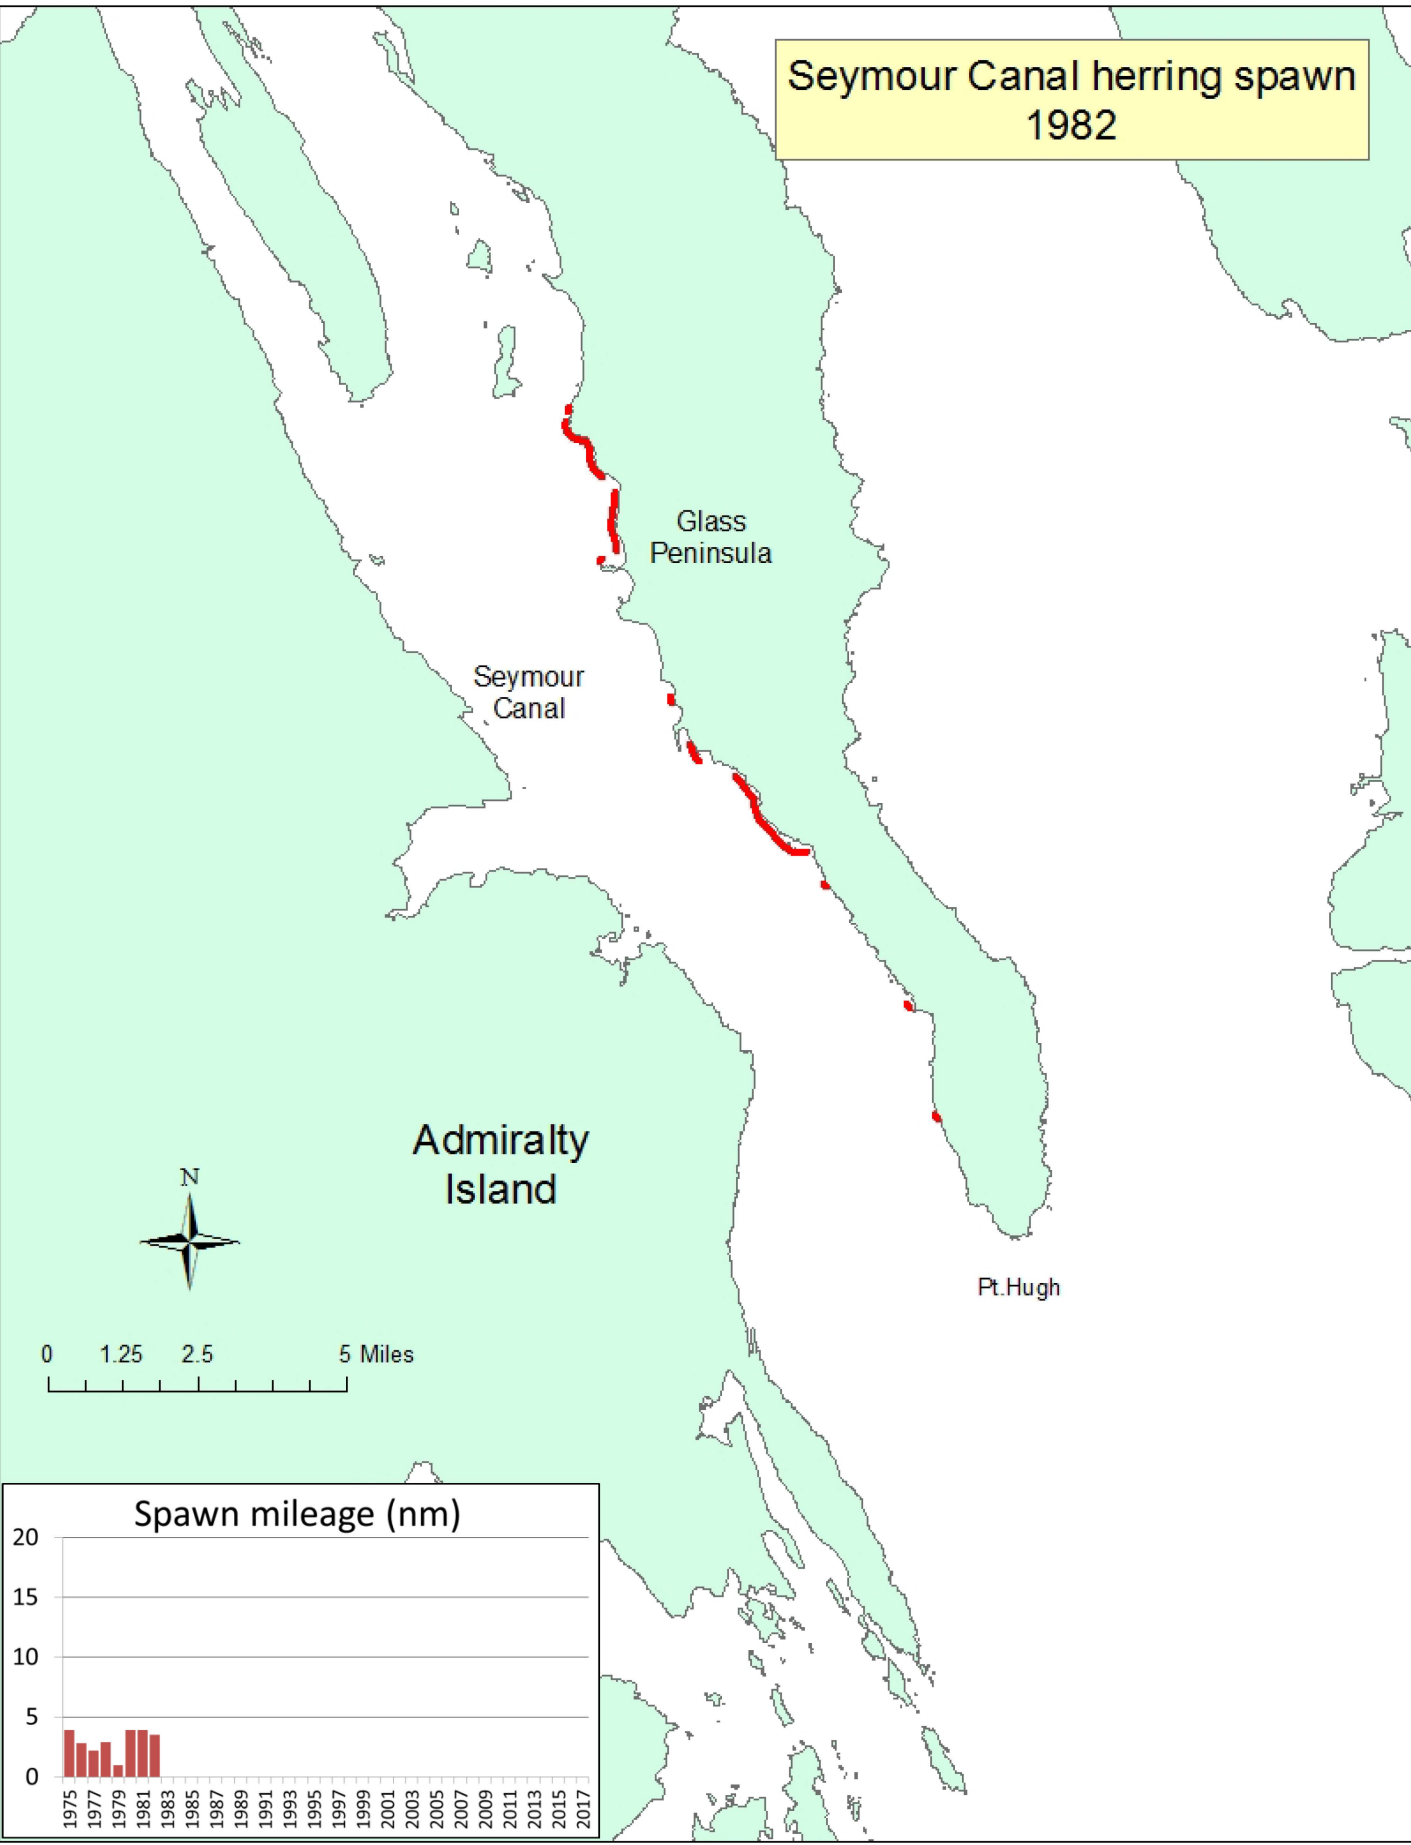 Seymour Canal herring spawn
1982
Glass
Peninsula
Seymour
Canal
Admiralty
Island
N
Pt.Hugh
0 1.25 2.5 5 Miles
Spawn mileage (nm)
20
15
10
5
0
1975 1977 1979 1981 1983 1985 1987 1989 1991 1993 1995 1997 1999 2001 2003 2005 2007 2009 2011 2013 2015 2017